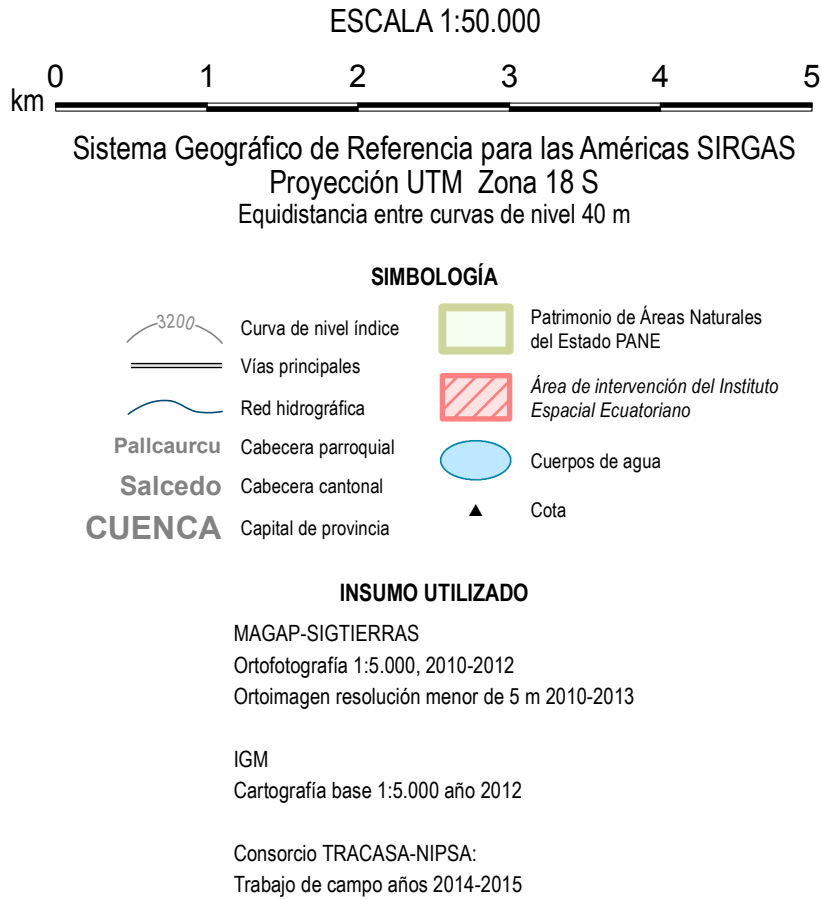 ESCALA 1:50.000
0 1 2 3 4 5
km
Sistema Geográfico de Referencia para las Américas SIRGAS
Proyección UTM Zona 18 S
Equidistancia entre curvas de nivel 40 m
SIMBOLOGÍA
3200 Curva de nivel índice
Vías principales
Red hidrográfica
Pallcaurcu Cabecera parroquial
Salcedo Cabecera cantonal
CUENCA Capital de provincia
Patrimonio de Áreas Naturales
del Estado PANE
Área de intervención del Instituto
Espacial Ecuatoriano
Cuerpos de agua
Cota
INSUMO UTILIZADO
MAGAP-SIGTIERRAS
Ortofotografía 1:5.000, 2010-2012
Ortoimagen resolución menor de 5 m 2010-2013
IGM
Cartografía base 1:5.000 año 2012
Consorcio TRACASA-NIPSA:
Trabajo de campo años 2014-2015